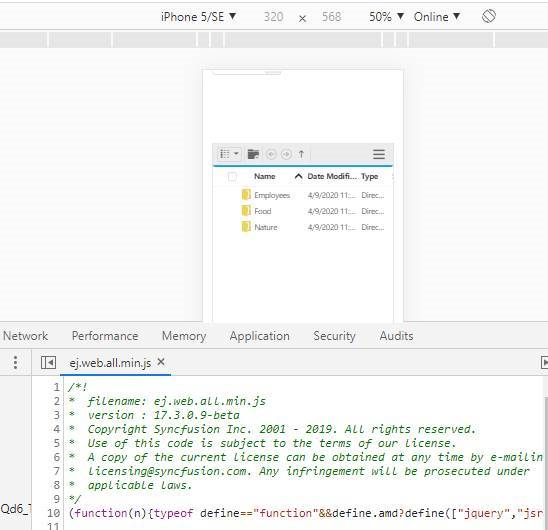 iPhone 5/SE ▼ 320 × 568 50% ▼ Online ▼
Name Date Modifi... Type
Employees 4/9/2020 11:... Direc...
Food 4/9/2020 11:... Direc...
Nature 4/9/2020 11:... Direc...
Network Performance Memory Application Security Audits
ej.web.all.min.js ×
1 /*!
2 * filename: ej.web.all.min.js
3 * version : 17.3.0.9-beta
4 * Copyright Syncfusion Inc. 2001 - 2019. All rights reserved.
5 * Use of this code is subject to the terms of our license.
6 * A copy of the current license can be obtained at any time by e-mailin
7 * licensing@syncfusion.com. Any infringement will be prosecuted under
8 * applicable laws.
9 */
Qd6_ 10 (function(n){typeof define=="function"&&define.amd?define(["jquery","jsr
11